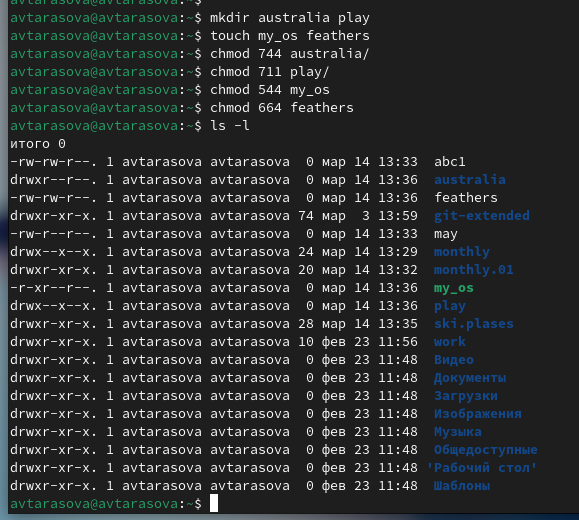 avtarasova@avtarasova:~$ mkdir australia play
avtarasova@avtarasova:~$ touch my_os feathers
avtarasova@avtarasova:~$ chmod 744 australia/
avtarasova@avtarasova:~$ chmod 711 play/
avtarasova@avtarasova:~$ chmod 544 my_os
avtarasova@avtarasova:~$ chmod 664 feathers
avtarasova@avtarasova:~$ ls -l
итого 0
-rw-rw-r--. 1 avtarasova avtarasova  0 мар 14 13:33  abc1
drwxr--r--. 1 avtarasova avtarasova  0 мар 14 13:36  australia
-rw-rw-r--. 1 avtarasova avtarasova  0 мар 14 13:36  feathers
drwxr-xr-x. 1 avtarasova avtarasova 74 мар  3 13:59  git-extended
-rw-r--r--. 1 avtarasova avtarasova  0 мар 14 13:33  may
drwx--x--x. 1 avtarasova avtarasova 24 мар 14 13:29  monthly
drwxr-xr-x. 1 avtarasova avtarasova 20 мар 14 13:32  monthly.01
-r-xr--r--. 1 avtarasova avtarasova  0 мар 14 13:36  my_os
drwx--x--x. 1 avtarasova avtarasova  0 мар 14 13:36  play
drwxr-xr-x. 1 avtarasova avtarasova 28 мар 14 13:35  ski.plases
drwxr-xr-x. 1 avtarasova avtarasova 10 фев 23 11:56  work
drwxr-xr-x. 1 avtarasova avtarasova  0 фев 23 11:48  Видео
drwxr-xr-x. 1 avtarasova avtarasova  0 фев 23 11:48  Документы
drwxr-xr-x. 1 avtarasova avtarasova  0 фев 23 11:48  Загрузки
drwxr-xr-x. 1 avtarasova avtarasova  0 фев 23 11:48  Изображения
drwxr-xr-x. 1 avtarasova avtarasova  0 фев 23 11:48  Музыка
drwxr-xr-x. 1 avtarasova avtarasova  0 фев 23 11:48  Общедоступные
drwxr-xr-x. 1 avtarasova avtarasova  0 фев 23 11:48 'Рабочий стол'
drwxr-xr-x. 1 avtarasova avtarasova  0 фев 23 11:48  Шаблоны
avtarasova@avtarasova:~$